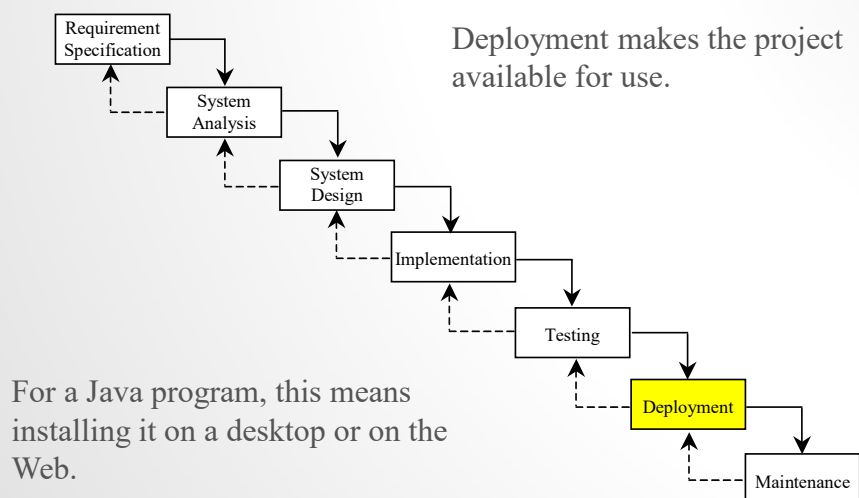 Requirement
Specification
Deployment makes the project
available for use.
System
Analysis
System
Design
Implementation
Testing
For a Java program, this means
installing it on a desktop or on the
Web.
Deployment
Maintenance